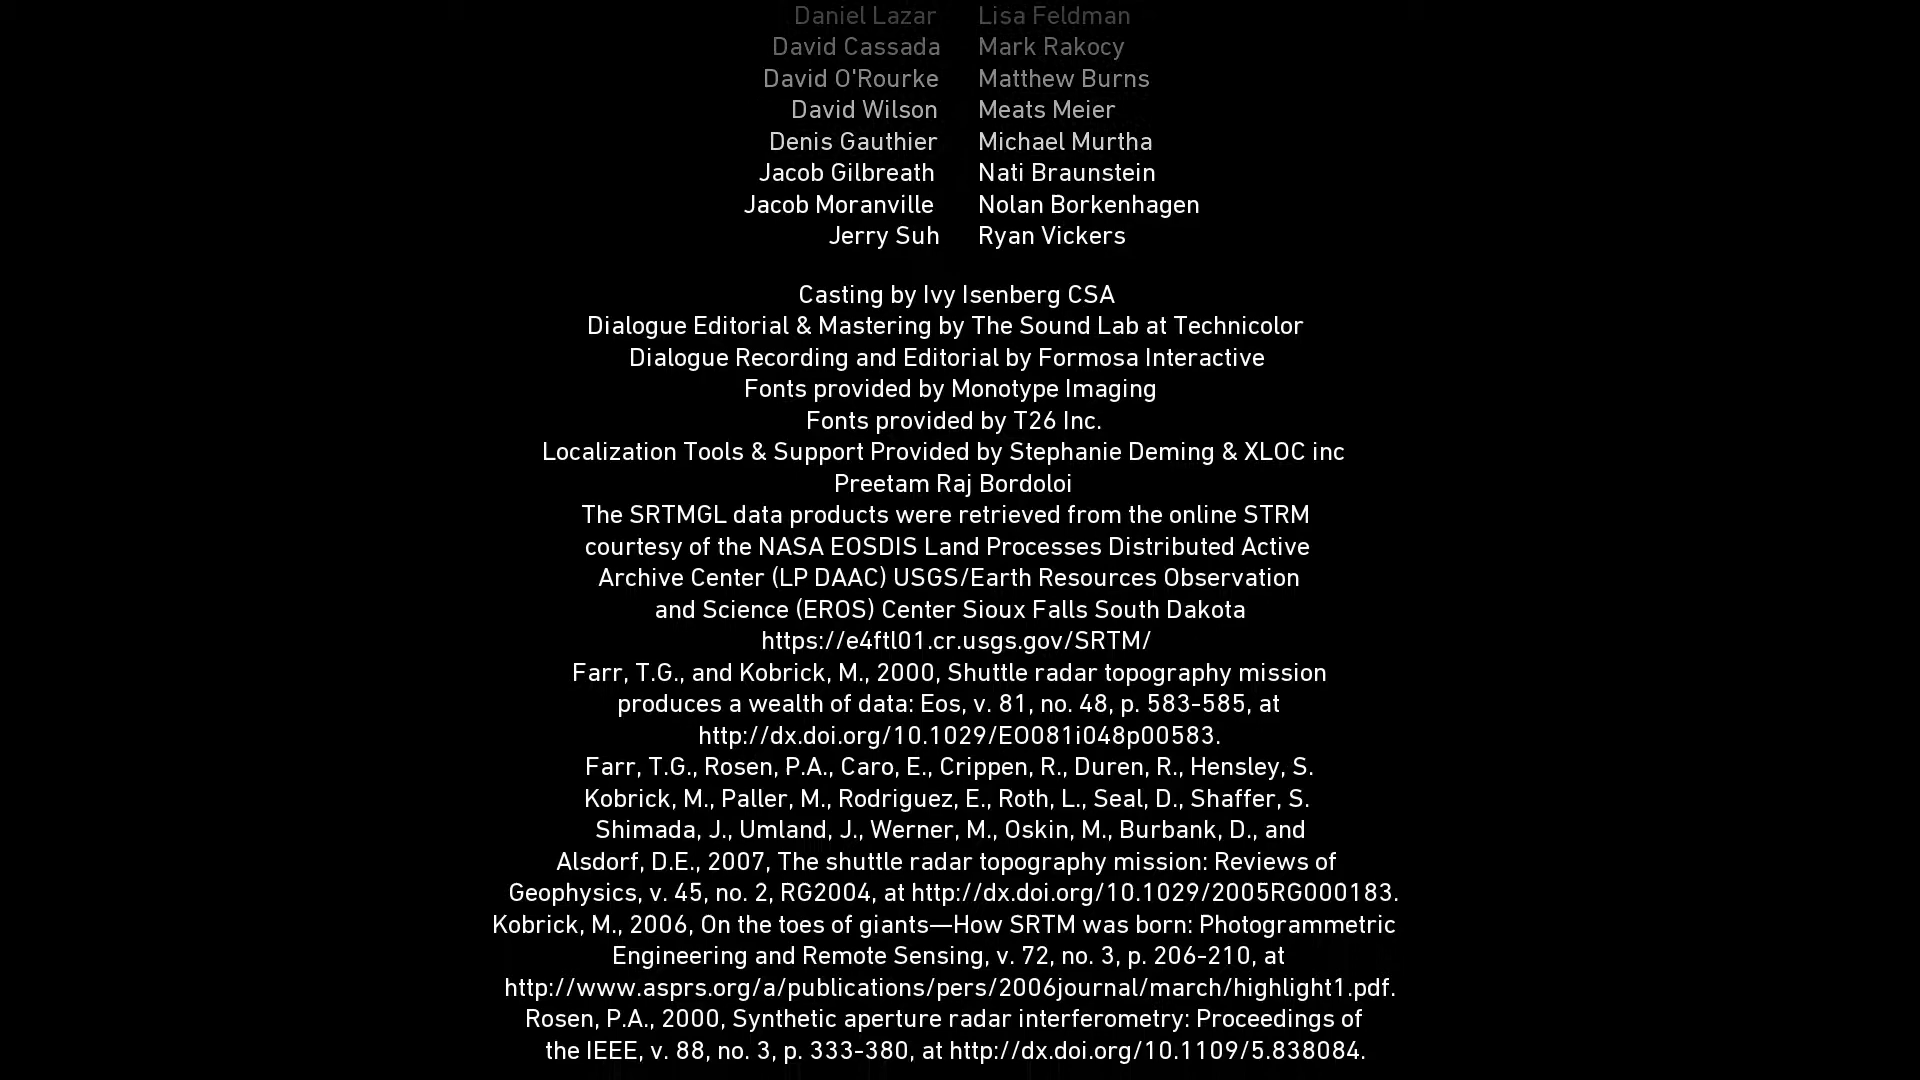 Daniel Lazar Lisa Feldman
David Cassada Mark Rakocy
David O'Rourke Matthew Burns
David Wilson Meats Meier
Denis Gauthier Michael Murtha
Jacob Gilbreath Nati Braunstein
Jacob Moranville Nolan Borkenhagen
Jerry Suh Ryan Vickers
Casting by Ivy Isenberg CSA
Dialogue Editorial & Mastering by The Sound Lab at Technicolor
Dialogue Recording and Editorial by Formosa Interactive
Fonts provided by Monotype Imaging
Fonts provided by T26 Inc.
Localization Tools & Support Provided by Stephanie Deming & XLOC inc
Preetam Raj Bordoloi
The SRTMGL data products were retrieved from the online STRM
courtesy of the NASA EOSDIS Land Processes Distributed Active
Archive Center (LP DAAC) USGS/Earth Resources Observation
and Science (EROS) Center Sioux Falls South Dakota
https://e4ftl01.cr.usgs.gov/SRTM/
Farr, T.G., and Kobrick, M., 2000, Shuttle radar topography mission
produces a wealth of data: Eos, v. 81, no. 48, p. 583-585, at
http://dx.doi.org/10.1029/EO081i048p00583.
Farr, T.G., Rosen, P.A., Caro, E., Crippen, R., Duren, R., Hensley, S.
Kobrick, M., Paller, M., Rodriguez, E., Roth, L., Seal, D., Shaffer, S.
Shimada, J., Umland, J., Werner, M., Oskin, M., Burbank, D., and
Alsdorf, D.E., 2007, The shuttle radar topography mission: Reviews of
Geophysics, v. 45, no. 2, RG2004, at http://dx.doi.org/10.1029/2005RG000183.
Kobrick, M., 2006, On the toes of giants—How SRTM was born: Photogrammetric
Engineering and Remote Sensing, v. 72, no. 3, p. 206-210, at
http://www.asprs.org/a/publications/pers/2006journal/march/highlight1.pdf.
Rosen, P.A., 2000, Synthetic aperture radar interferometry: Proceedings of
the IEEE, v. 88, no. 3, p. 333-380, at http://dx.doi.org/10.1109/5.838084.